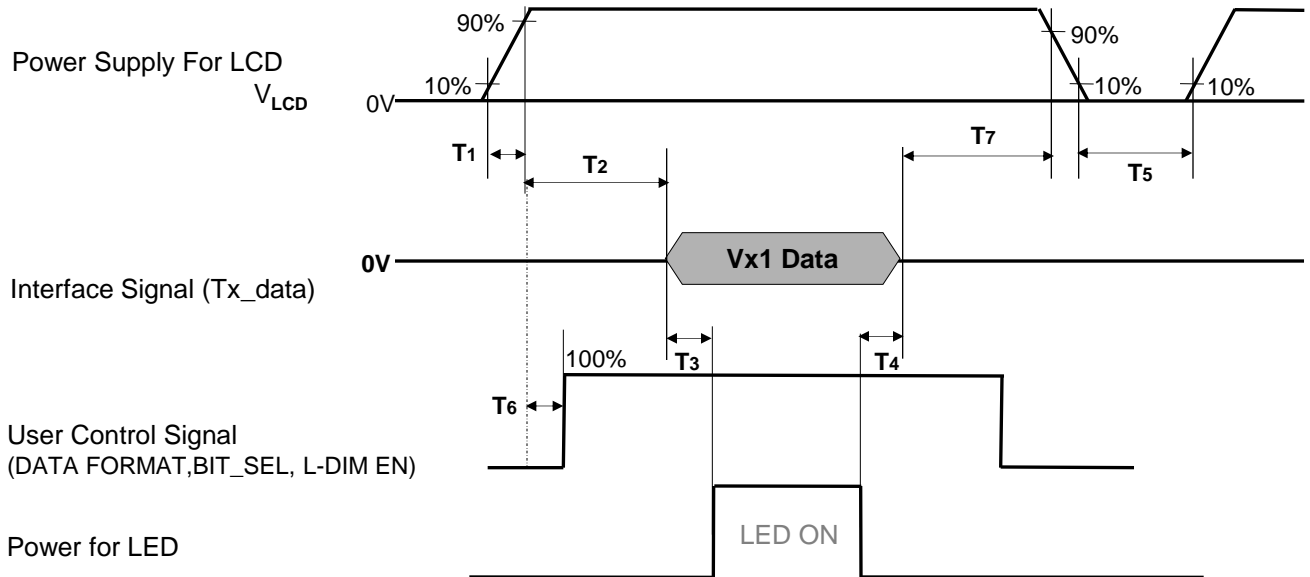 90%
90%
Power Supply For LCD
VLCD
10%
10%
10%
0V
T1
T2
T7
T5
0V
Vx1 Data
Interface Signal (Tx_data)
100%
T3
T4
T6
User Control Signal
(DATA FORMAT,BIT_SEL, L-DIM EN)
LED ON
Power for LED